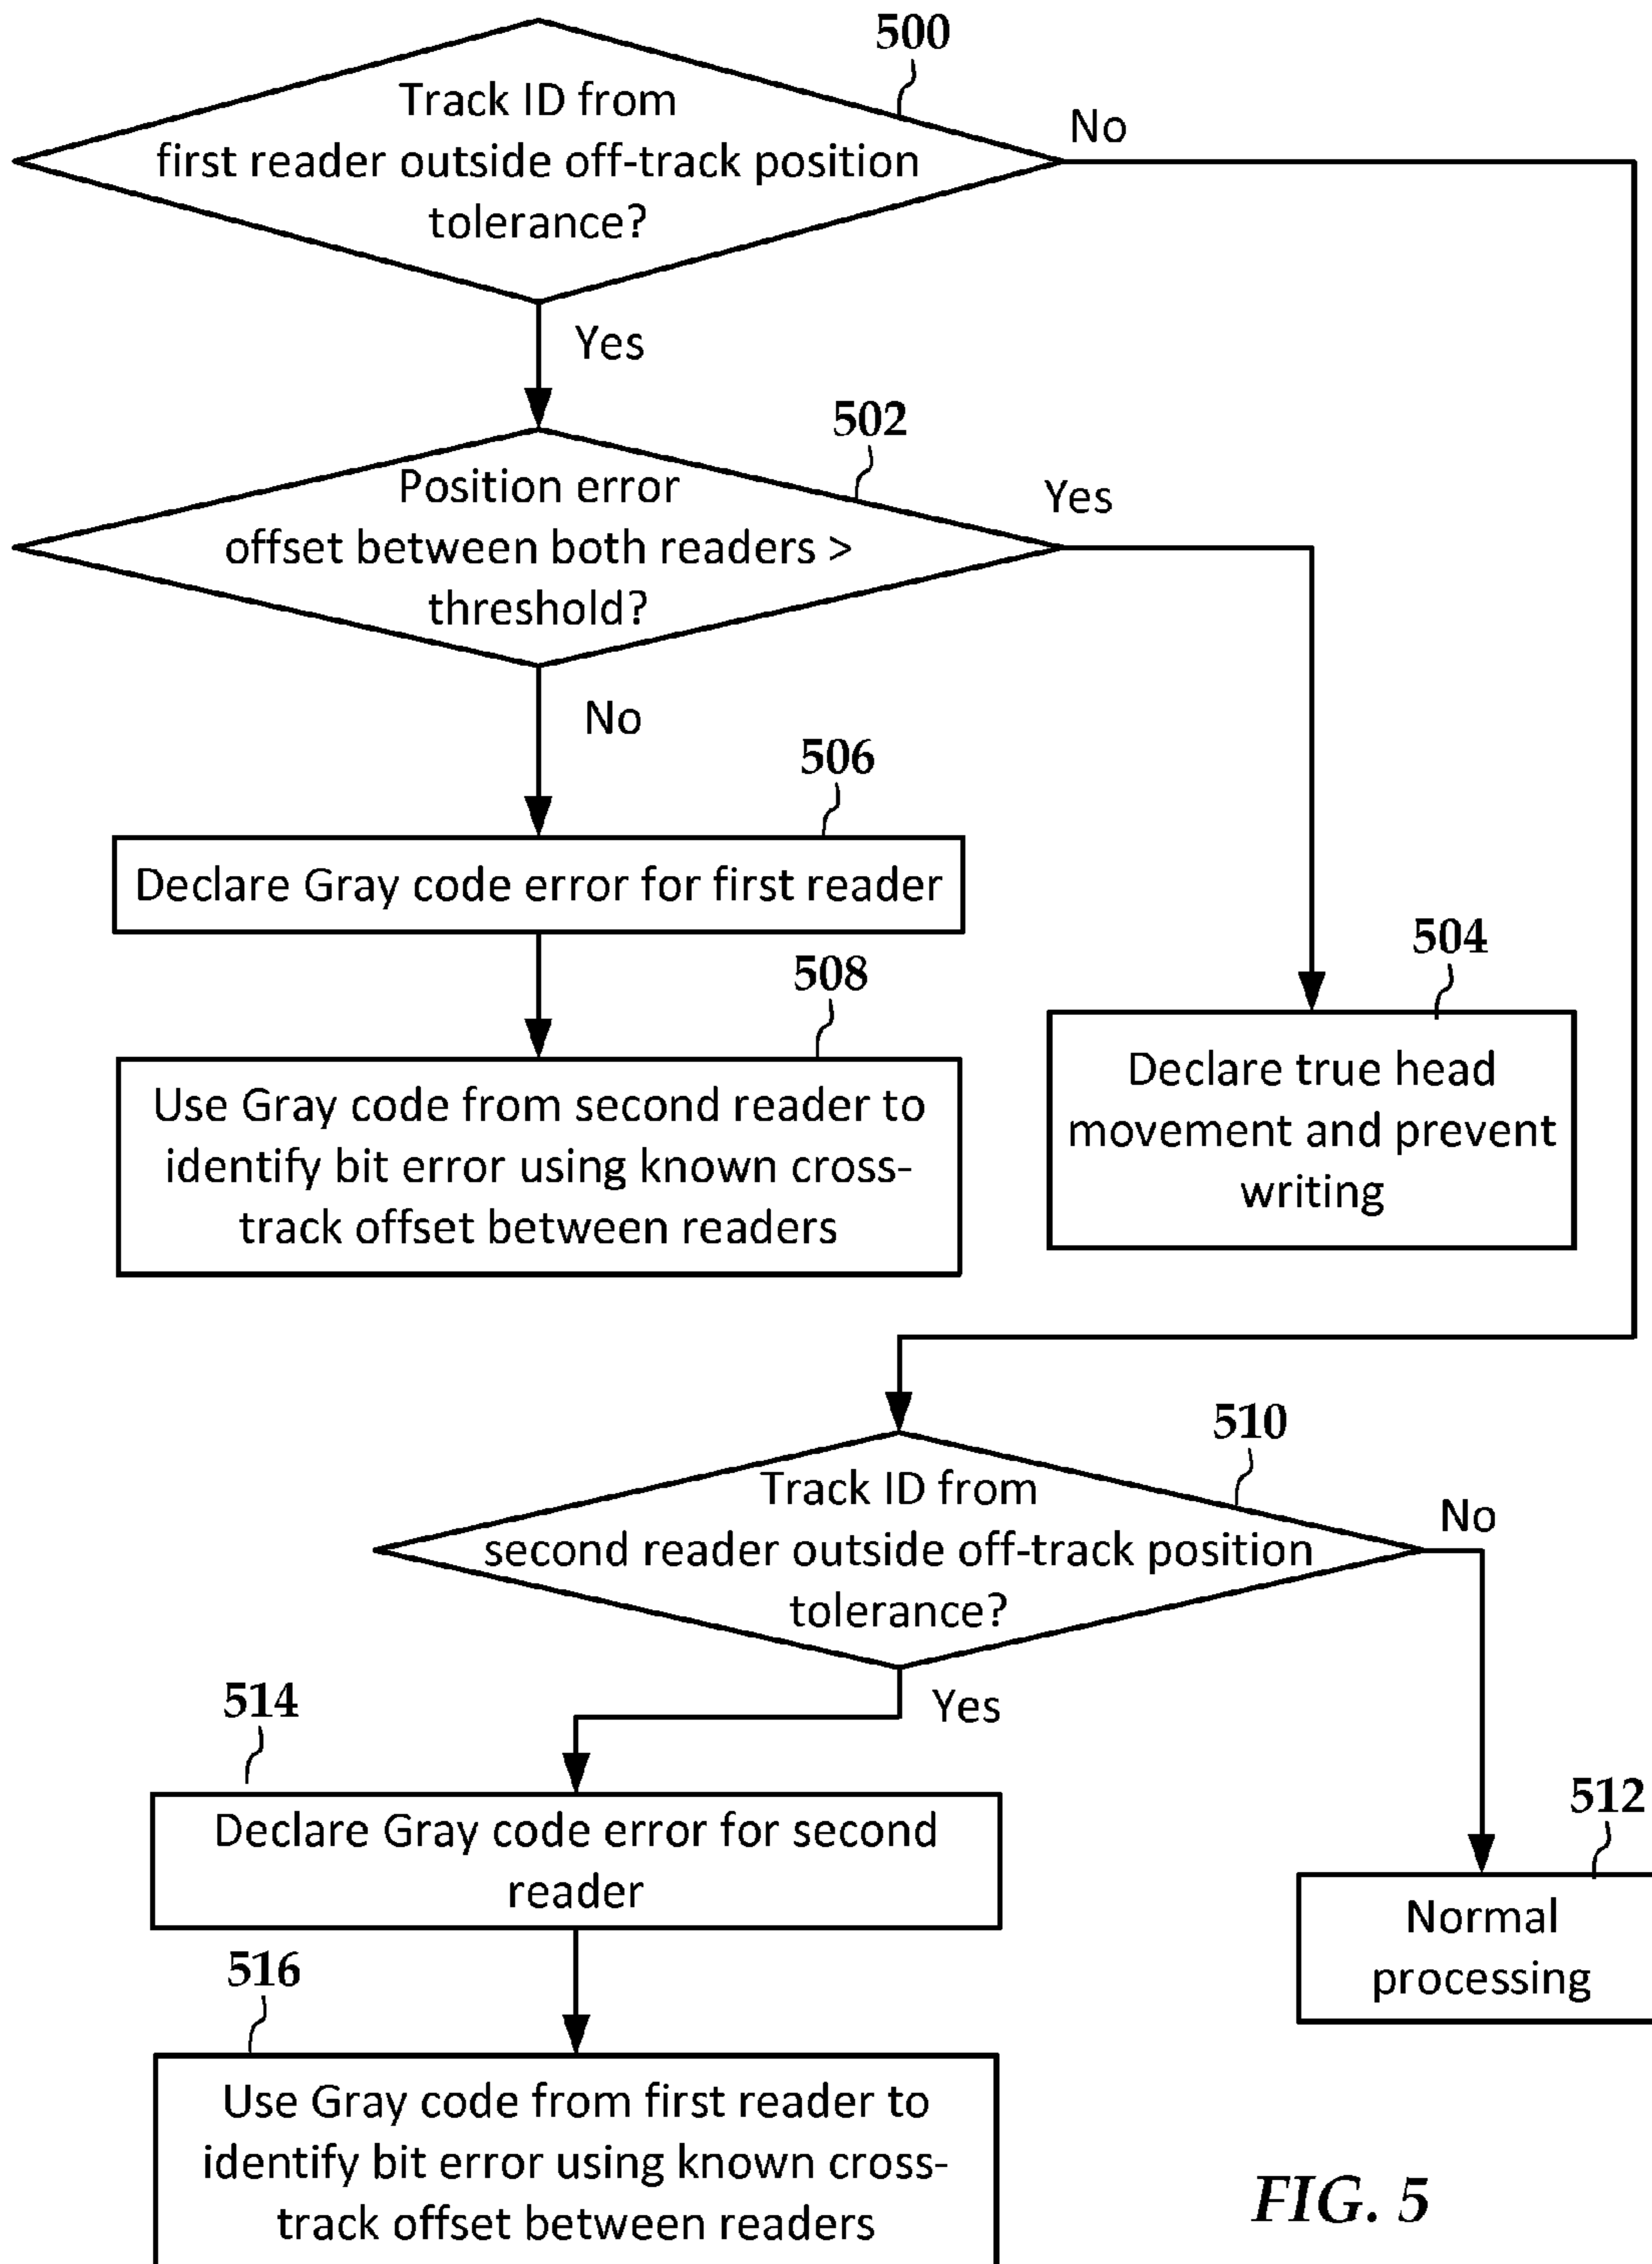 500
Track ID from
first reader outside off-track position
tolerance?
No
Yes
502
Position error
offset between both readers >
threshold?
Yes
No
506
Declare Gray code error for first reader
508
Use Gray code from second reader to
identify bit error using known cross-
track offset between readers
504
Declare true head
movement and prevent
writing
510
Track ID from
second reader outside off-track position
tolerance?
No
Yes
514
Declare Gray code error for second
reader
512
Normal
processing
516
Use Gray code from first reader to
identify bit error using known cross-
track offset between readers
FIG. 5